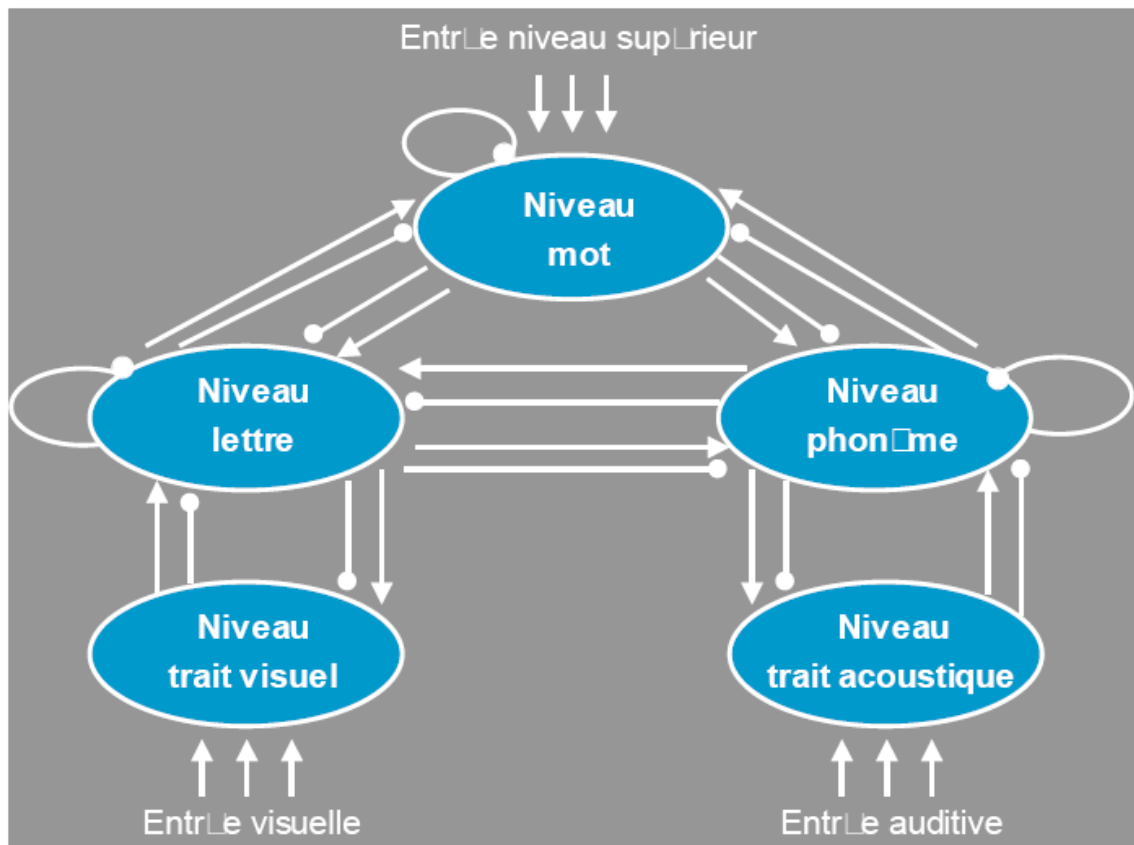 Entr□e niveau sup□rieur
Niveau
mot
Niveau
lettre
Niveau
phon□me
Niveau
trait visuel
Niveau
trait acoustique
Entr□e visuelle
Entr□e auditive